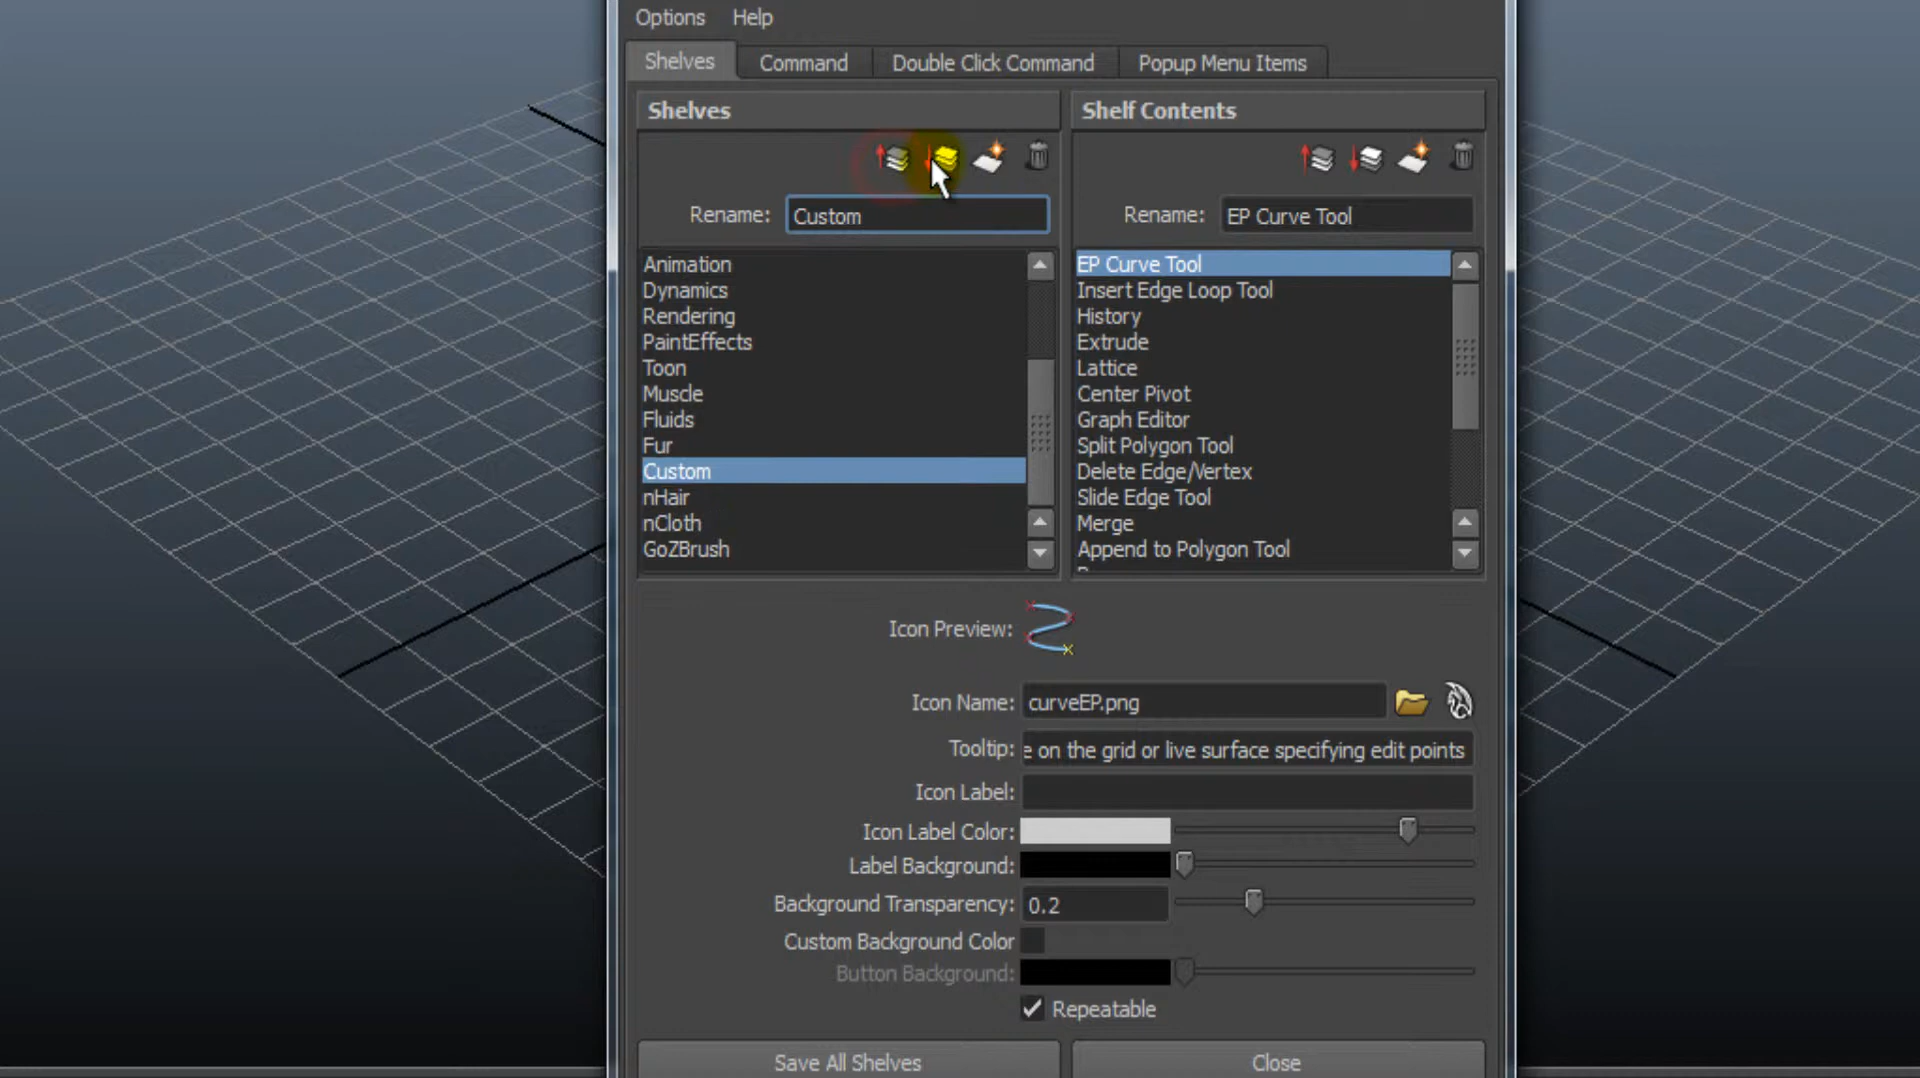 Options Help
Shelves Command Double Click Command Popup Menu Items
Shelves Shelf Contents
Rename: Custom Rename: EP Curve Tool
Animation
Dynamics
Rendering
PaintEffects
Toon
Muscle
Fluids
Fur
Custom
nHair
nCloth
GoZBrush
EP Curve Tool
Insert Edge Loop Tool
History
Extrude
Lattice
Center Pivot
Graph Editor
Split Polygon Tool
Delete Edge/Vertex
Slide Edge Tool
Merge
Append to Polygon Tool
Icon Preview:
Icon Name: curveEP.png
Tooltip: e on the grid or live surface specifying edit points
Icon Label:
Icon Label Color:
Label Background:
Background Transparency: 0.2
Custom Background Color
Button Background:
Repeatable
Save All Shelves Close